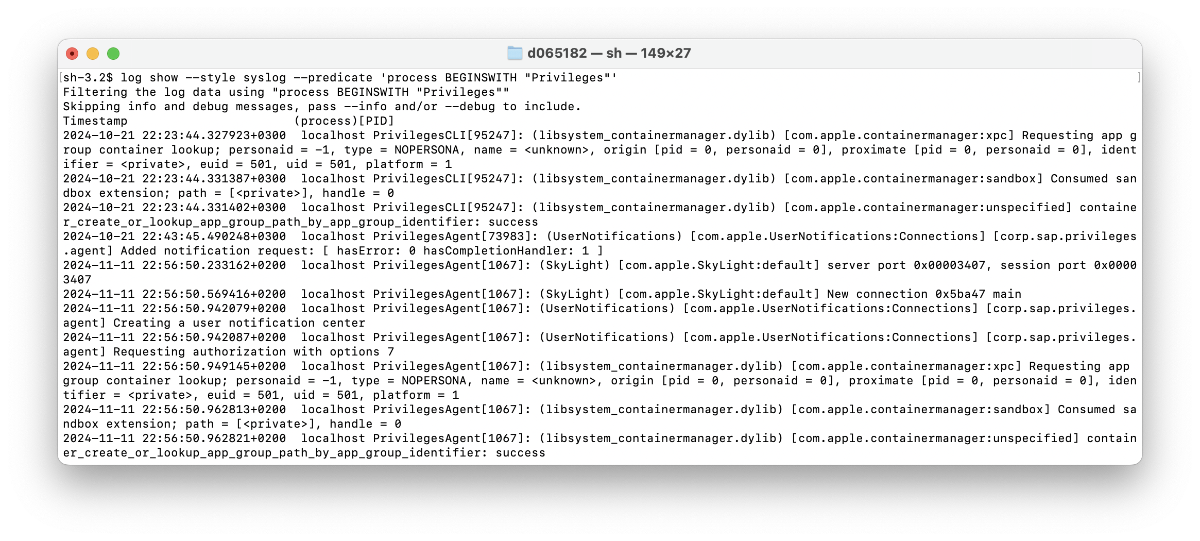 d065182 — sh — 149×27
[sh-3.2$ log show --style syslog --predicate 'process BEGINSWITH "Privileges"' ]
Filtering the log data using "process BEGINSWITH "Privileges""
Skipping info and debug messages, pass --info and/or --debug to include.
Timestamp                       (process)[PID]
2024-10-21 22:23:44.327923+0300  localhost PrivilegesCLI[95247]: (libsystem_containermanager.dylib) [com.apple.containermanager:xpc] Requesting app g
roup container lookup; personaid = -1, type = NOPERSONA, name = <unknown>, origin [pid = 0, personaid = 0], proximate [pid = 0, personaid = 0], ident
ifier = <private>, euid = 501, uid = 501, platform = 1
2024-10-21 22:23:44.331387+0300  localhost PrivilegesCLI[95247]: (libsystem_containermanager.dylib) [com.apple.containermanager:sandbox] Consumed san
dbox extension; path = [<private>], handle = 0
2024-10-21 22:23:44.331402+0300  localhost PrivilegesCLI[95247]: (libsystem_containermanager.dylib) [com.apple.containermanager:unspecified] containe
r_create_or_lookup_app_group_path_by_app_group_identifier: success
2024-10-21 22:43:45.490248+0300  localhost PrivilegesAgent[73983]: (UserNotifications) [com.apple.UserNotifications:Connections] [corp.sap.privileges
.agent] Added notification request: [ hasError: 0 hasCompletionHandler: 1 ]
2024-11-11 22:56:50.233162+0200  localhost PrivilegesAgent[1067]: (SkyLight) [com.apple.SkyLight:default] server port 0x00003407, session port 0x0000
3407
2024-11-11 22:56:50.569416+0200  localhost PrivilegesAgent[1067]: (SkyLight) [com.apple.SkyLight:default] New connection 0x5ba47 main
2024-11-11 22:56:50.942079+0200  localhost PrivilegesAgent[1067]: (UserNotifications) [com.apple.UserNotifications:Connections] [corp.sap.privileges.
agent] Creating a user notification center
2024-11-11 22:56:50.942087+0200  localhost PrivilegesAgent[1067]: (UserNotifications) [com.apple.UserNotifications:Connections] [corp.sap.privileges.
agent] Requesting authorization with options 7
2024-11-11 22:56:50.949145+0200  localhost PrivilegesAgent[1067]: (libsystem_containermanager.dylib) [com.apple.containermanager:xpc] Requesting app 
group container lookup; personaid = -1, type = NOPERSONA, name = <unknown>, origin [pid = 0, personaid = 0], proximate [pid = 0, personaid = 0], iden
tifier = <private>, euid = 501, uid = 501, platform = 1
2024-11-11 22:56:50.962813+0200  localhost PrivilegesAgent[1067]: (libsystem_containermanager.dylib) [com.apple.containermanager:sandbox] Consumed sa
ndbox extension; path = [<private>], handle = 0
2024-11-11 22:56:50.962821+0200  localhost PrivilegesAgent[1067]: (libsystem_containermanager.dylib) [com.apple.containermanager:unspecified] contain
er_create_or_lookup_app_group_path_by_app_group_identifier: success